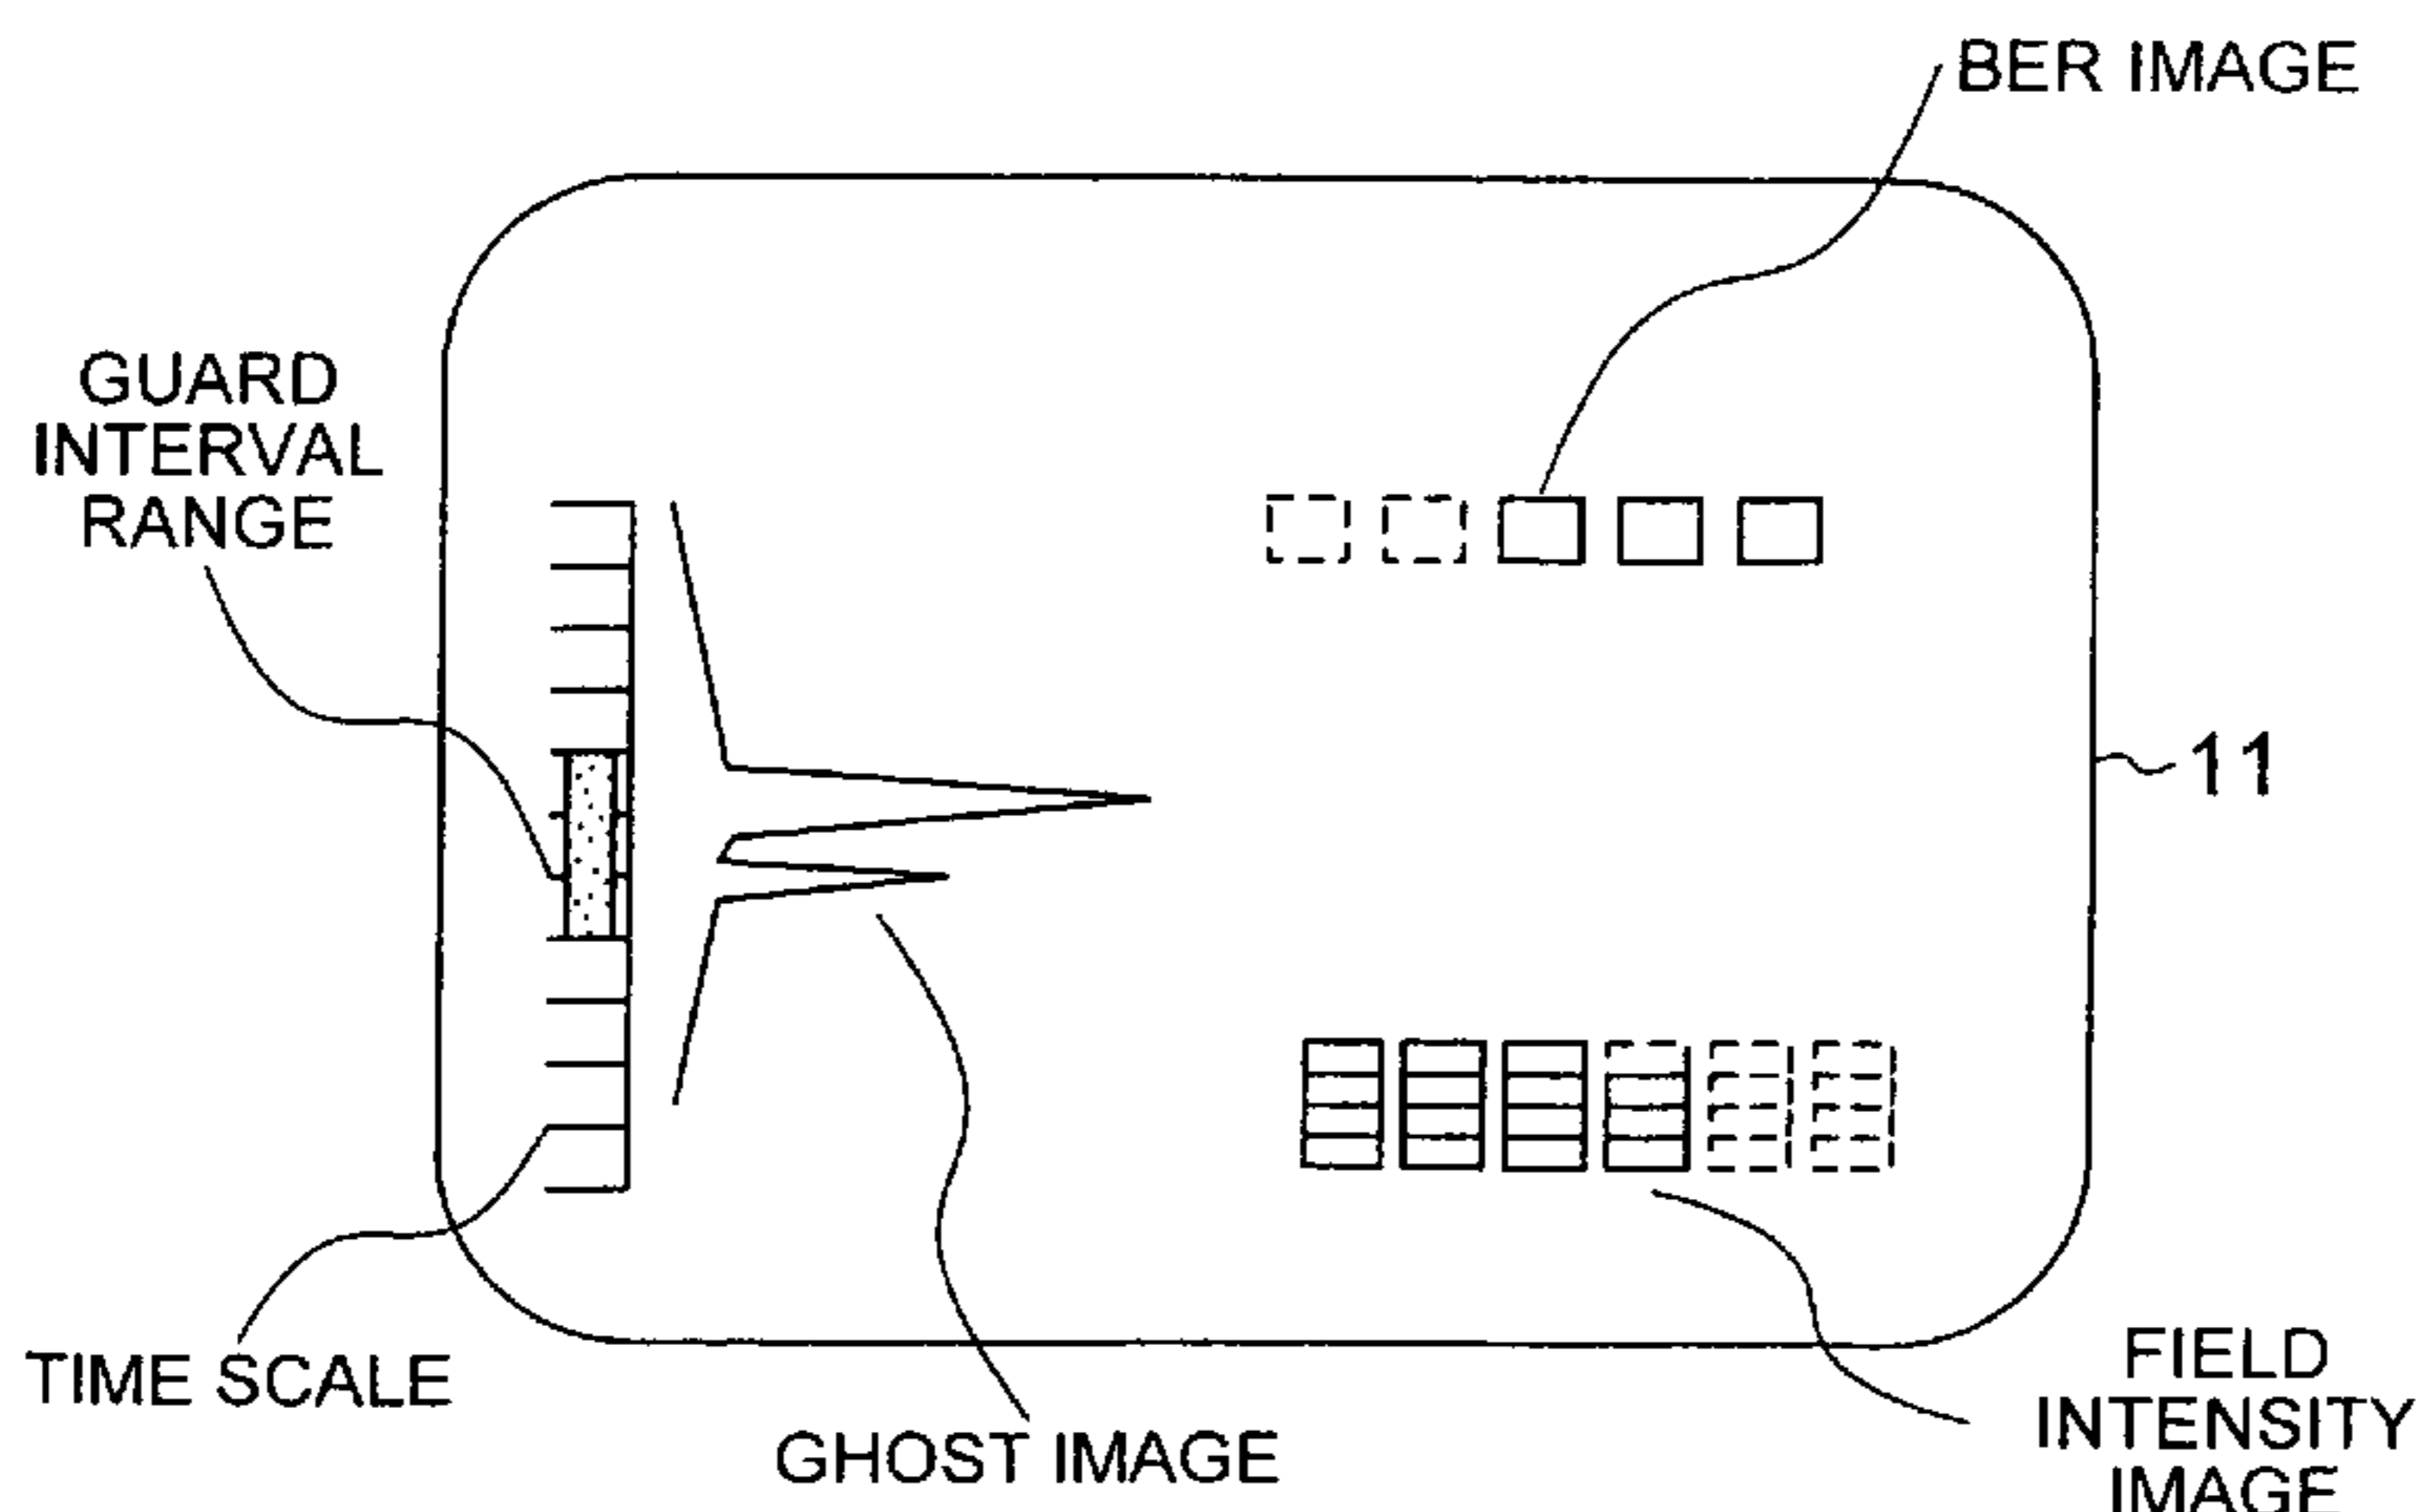 BER IMAGE
GUARD
INTERVAL
RANGE
11
TIME SCALE
GHOST IMAGE
FIELD
INTENSITY
IMAGE